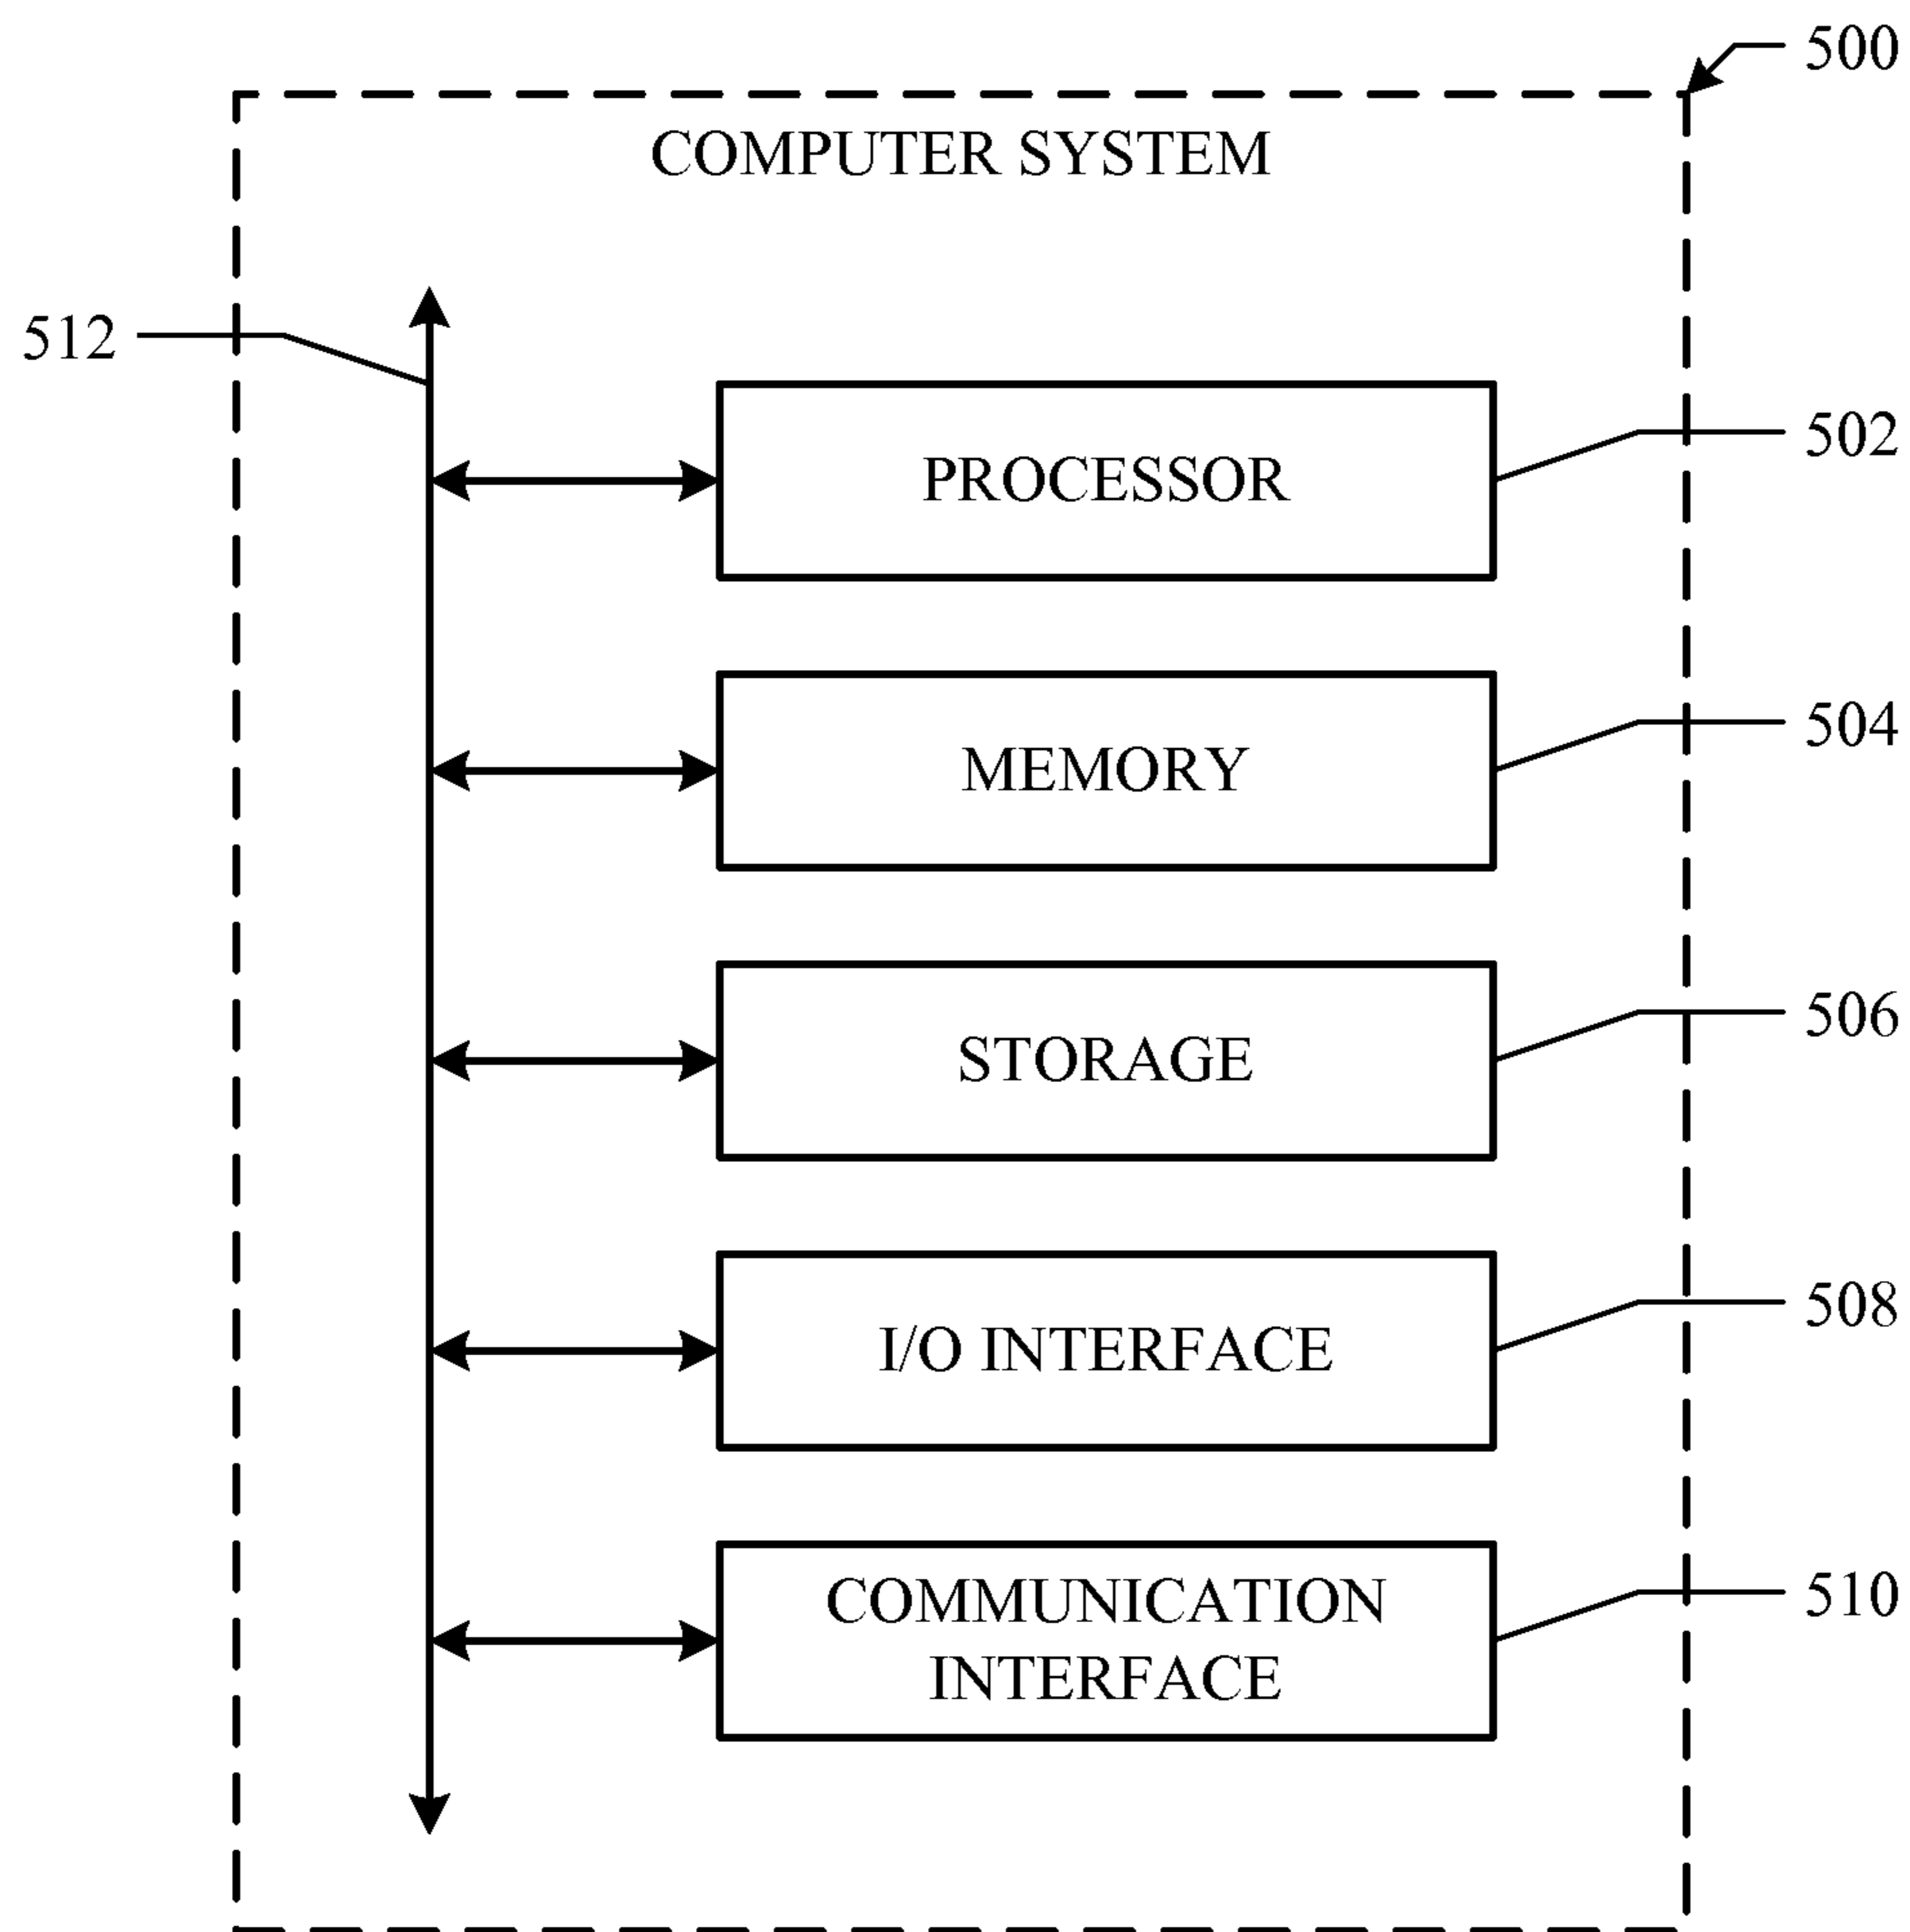 500
COMPUTER SYSTEM
512
502
PROCESSOR
504
MEMORY
506
STORAGE
508
I/O INTERFACE
510
COMMUNICATION
INTERFACE